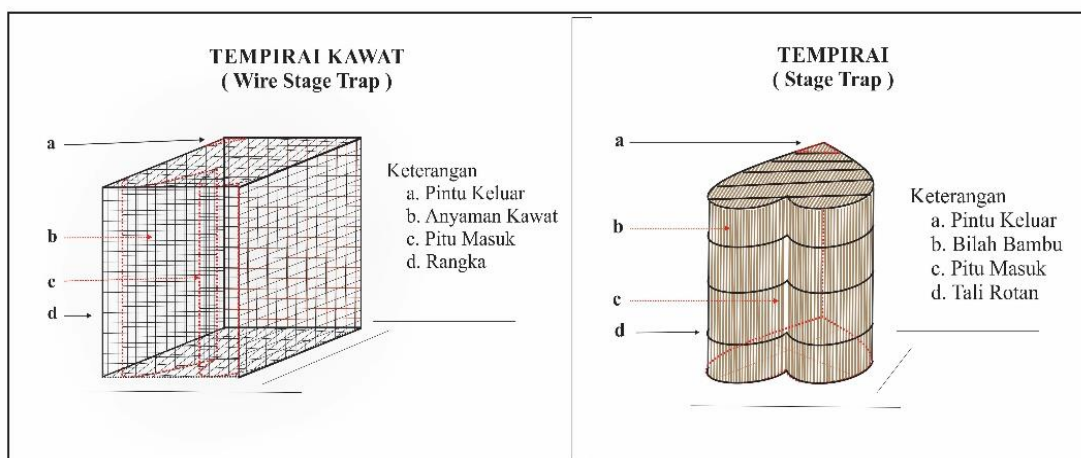 TEMPIRAI KAWAT
( Wire Stage Trap )
a
b
c
d
Keterangan
a. Pintu Keluar
b. Anyaman Kawat
c. Pitu Masuk
d. Rangka
TEMPIRAI
( Stage Trap )
a
b
c
d
Keterangan
a. Pintu Keluar
b. Bilah Bambu
c. Pitu Masuk
d. Tali Rotan